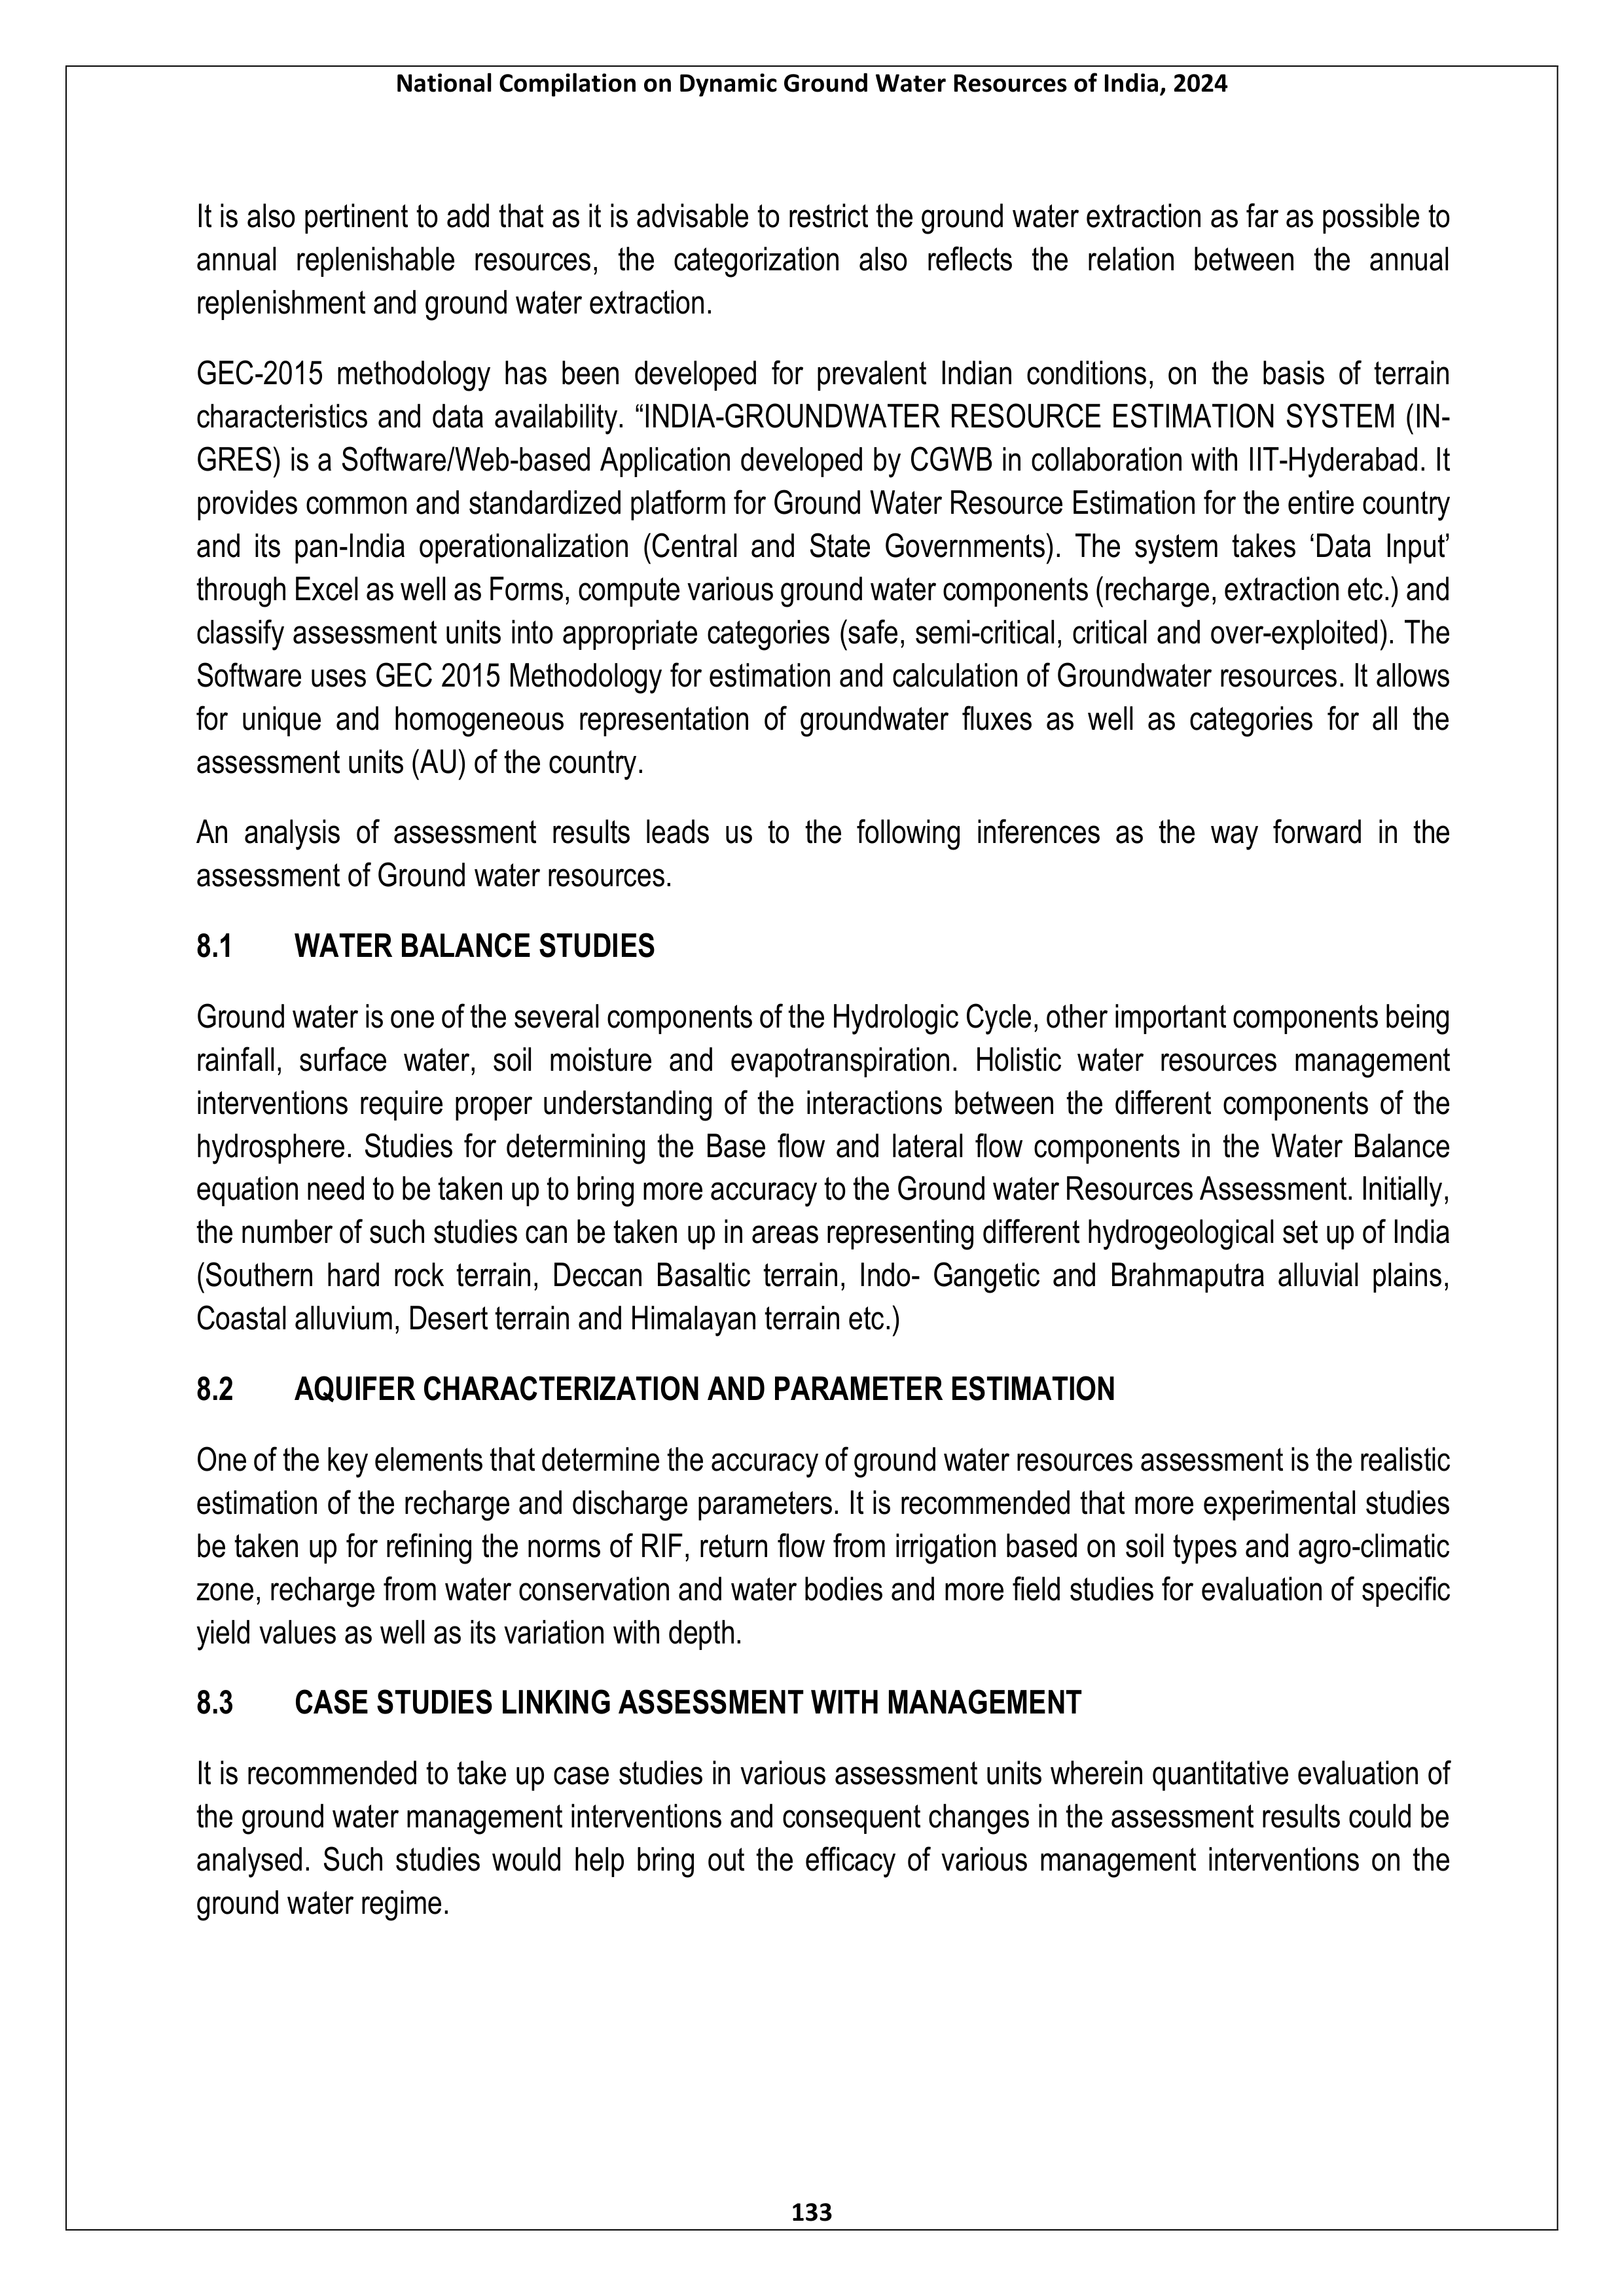 National Compilation on Dynamic Ground Water Resources of India, 2024
It is also pertinent to add that as it is advisable to restrict the ground water extraction as far as possible to
annual replenishable resources, the categorization also reflects the relation between the annual
replenishment and ground water extraction.
GEC-2015 methodology has been developed for prevalent Indian conditions, on the basis of terrain
characteristics and data availability. “INDIA-GROUNDWATER RESOURCE ESTIMATION SYSTEM (IN-
GRES) is a Software/Web-based Application developed by CGWB in collaboration with IIT-Hyderabad. It
provides common and standardized platform for Ground Water Resource Estimation for the entire country
and its pan-India operationalization (Central and State Governments). The system takes ‘Data Input’
through Excel as well as Forms, compute various ground water components (recharge, extraction etc.) and
classify assessment units into appropriate categories (safe, semi-critical, critical and over-exploited). The
Software uses GEC 2015 Methodology for estimation and calculation of Groundwater resources. It allows
for unique and homogeneous representation of groundwater fluxes as well as categories for all the
assessment units (AU) of the country.
An analysis of assessment results leads us to the following inferences as the way forward in the
assessment of Ground water resources.
8.1 WATER BALANCE STUDIES
Ground water is one of the several components of the Hydrologic Cycle, other important components being
rainfall, surface water, soil moisture and evapotranspiration. Holistic water resources management
interventions require proper understanding of the interactions between the different components of the
hydrosphere. Studies for determining the Base flow and lateral flow components in the Water Balance
equation need to be taken up to bring more accuracy to the Ground water Resources Assessment. Initially,
the number of such studies can be taken up in areas representing different hydrogeological set up of India
(Southern hard rock terrain, Deccan Basaltic terrain, Indo- Gangetic and Brahmaputra alluvial plains,
Coastal alluvium, Desert terrain and Himalayan terrain etc.)
8.2 AQUIFER CHARACTERIZATION AND PARAMETER ESTIMATION
One of the key elements that determine the accuracy of ground water resources assessment is the realistic
estimation of the recharge and discharge parameters. It is recommended that more experimental studies
be taken up for refining the norms of RIF, return flow from irrigation based on soil types and agro-climatic
zone, recharge from water conservation and water bodies and more field studies for evaluation of specific
yield values as well as its variation with depth.
8.3 CASE STUDIES LINKING ASSESSMENT WITH MANAGEMENT
It is recommended to take up case studies in various assessment units wherein quantitative evaluation of
the ground water management interventions and consequent changes in the assessment results could be
analysed. Such studies would help bring out the efficacy of various management interventions on the
ground water regime.
133